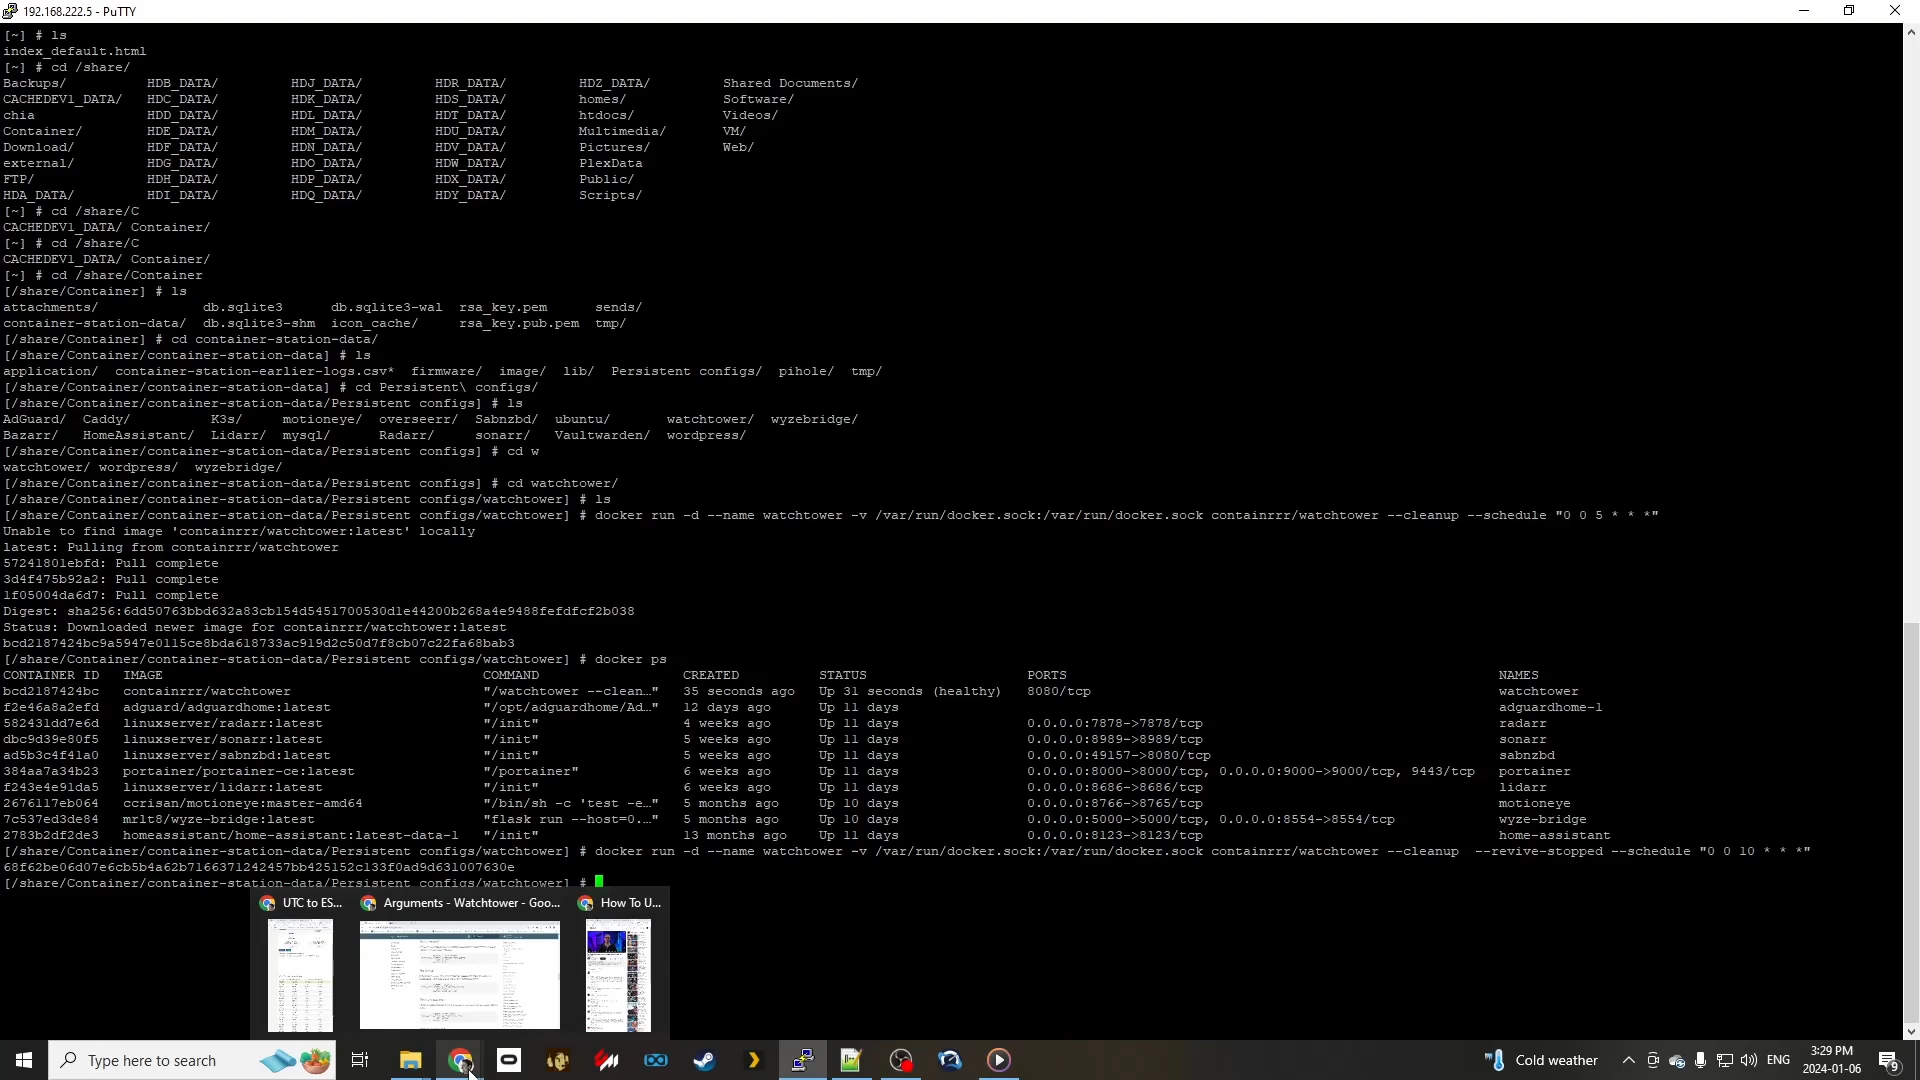 192.168.222.5 - PuTTY
[~] # ls
index_default.html
[~] # cd /share/
Backups/ HDB_DATA/ HDJ_DATA/ HDR_DATA/ HDZ_DATA/ Shared Documents/
CACHEDEV1_DATA/ HDC_DATA/ HDK_DATA/ HDS_DATA/ homes/ Software/
chia HDD_DATA/ HDL_DATA/ HDT_DATA/ htdocs/ Videos/
Container/ HDE_DATA/ HDM_DATA/ HDU_DATA/ Multimedia/ VM/
Download/ HDF_DATA/ HDN_DATA/ HDV_DATA/ Pictures/ Web/
external/ HDG_DATA/ HDO_DATA/ HDW_DATA/ PlexData
FTP/ HDH_DATA/ HDP_DATA/ HDX_DATA/ Public/
HDA_DATA/ HDI_DATA/ HDQ_DATA/ HDY_DATA/ Scripts/
[~] # cd /share/C
CACHEDEV1_DATA/ Container/
[~] # cd /share/C
CACHEDEV1_DATA/ Container/
[~] # cd /share/Container
[/share/Container] # ls
attachments/ db.sqlite3 db.sqlite3-wal rsa_key.pem sends/
container-station-data/ db.sqlite3-shm icon_cache/ rsa_key.pub.pem tmp/
[/share/Container] # cd container-station-data/
[/share/Container/container-station-data] # ls
application/ container-station-earlier-logs.csv* firmware/ image/ lib/ Persistent configs/ pihole/ tmp/
[/share/Container/container-station-data] # cd Persistent\ configs/
[/share/Container/container-station-data/Persistent configs] # ls
AdGuard/ Caddy/ K3s/ motioneye/ overseerr/ Sabnzbd/ ubuntu/ watchtower/ wyzebridge/
Bazarr/ HomeAssistant/ Lidarr/ mysql/ Radarr/ sonarr/ Vaultwarden/ wordpress/
[/share/Container/container-station-data/Persistent configs] # cd w
watchtower/ wordpress/ wyzebridge/
[/share/Container/container-station-data/Persistent configs] # cd watchtower/
[/share/Container/container-station-data/Persistent configs/watchtower] # ls
[/share/Container/container-station-data/Persistent configs/watchtower] # docker run -d --name watchtower -v /var/run/docker.sock:/var/run/docker.sock containrrr/watchtower --cleanup --schedule "0 0 5 * * *"
Unable to find image 'containrrr/watchtower:latest' locally
latest: Pulling from containrrr/watchtower
57241801ebfd: Pull complete
3d4f475b92a2: Pull complete
1f05004da6d7: Pull complete
Digest: sha256:6dd50763bbd632a83cb154d5451700530d1e44200b268a4e9488fefdfcf2b038
Status: Downloaded newer image for containrrr/watchtower:latest
bcd2187424bc9a5947e0115ce8bda618733ac919d2c50d7f8cb07c22fa68bab3
[/share/Container/container-station-data/Persistent configs/watchtower] # docker ps
CONTAINER ID IMAGE COMMAND CREATED STATUS PORTS NAMES
bcd2187424bc containrrr/watchtower "/watchtower --clean…" 35 seconds ago Up 31 seconds (healthy) 8080/tcp watchtower
f2e46a8a2efd adguard/adguardhome:latest "/opt/adguardhome/Ad…" 12 days ago Up 11 days adguardhome-1
582431dd7e6d linuxserver/radarr:latest "/init" 4 weeks ago Up 11 days 0.0.0.0:7878->7878/tcp radarr
dbc9d39e80f5 linuxserver/sonarr:latest "/init" 5 weeks ago Up 11 days 0.0.0.0:8989->8989/tcp sonarr
ad5b3c4f41a0 linuxserver/sabnzbd:latest "/init" 5 weeks ago Up 11 days 0.0.0.0:49157->8080/tcp sabnzbd
384aa7a34b23 portainer/portainer-ce:latest "/portainer" 6 weeks ago Up 11 days 0.0.0.0:8000->8000/tcp, 0.0.0.0:9000->9000/tcp, 9443/tcp portainer
f243e4e91da5 linuxserver/lidarr:latest "/init" 6 weeks ago Up 11 days 0.0.0.0:8686->8686/tcp lidarr
2676117eb064 ccrisan/motioneye:master-amd64 "/bin/sh -c 'test -e…" 5 months ago Up 10 days 0.0.0.0:8766->8765/tcp motioneye
7c537ed3de84 mrlt8/wyze-bridge:latest "flask run --host=0.…" 5 months ago Up 10 days 0.0.0.0:5000->5000/tcp, 0.0.0.0:8554->8554/tcp wyze-bridge
2783b2df2de3 homeassistant/home-assistant:latest-data-1 "/init" 13 months ago Up 11 days 0.0.0.0:8123->8123/tcp home-assistant
[/share/Container/container-station-data/Persistent configs/watchtower] # docker run -d --name watchtower -v /var/run/docker.sock:/var/run/docker.sock containrrr/watchtower --cleanup --revive-stopped --schedule "0 0 10 * * *"
68f62be06d07e6cb5b4a62b7166371242457bb425152c133f0ad9d631007630e
[/share/Container/container-station-data/Persistent configs/watchtower] #
UTC to ES... Arguments - Watchtower - Goo... How To U...
Type here to search
Cold weather
ENG
3:29 PM
2024-01-06
9